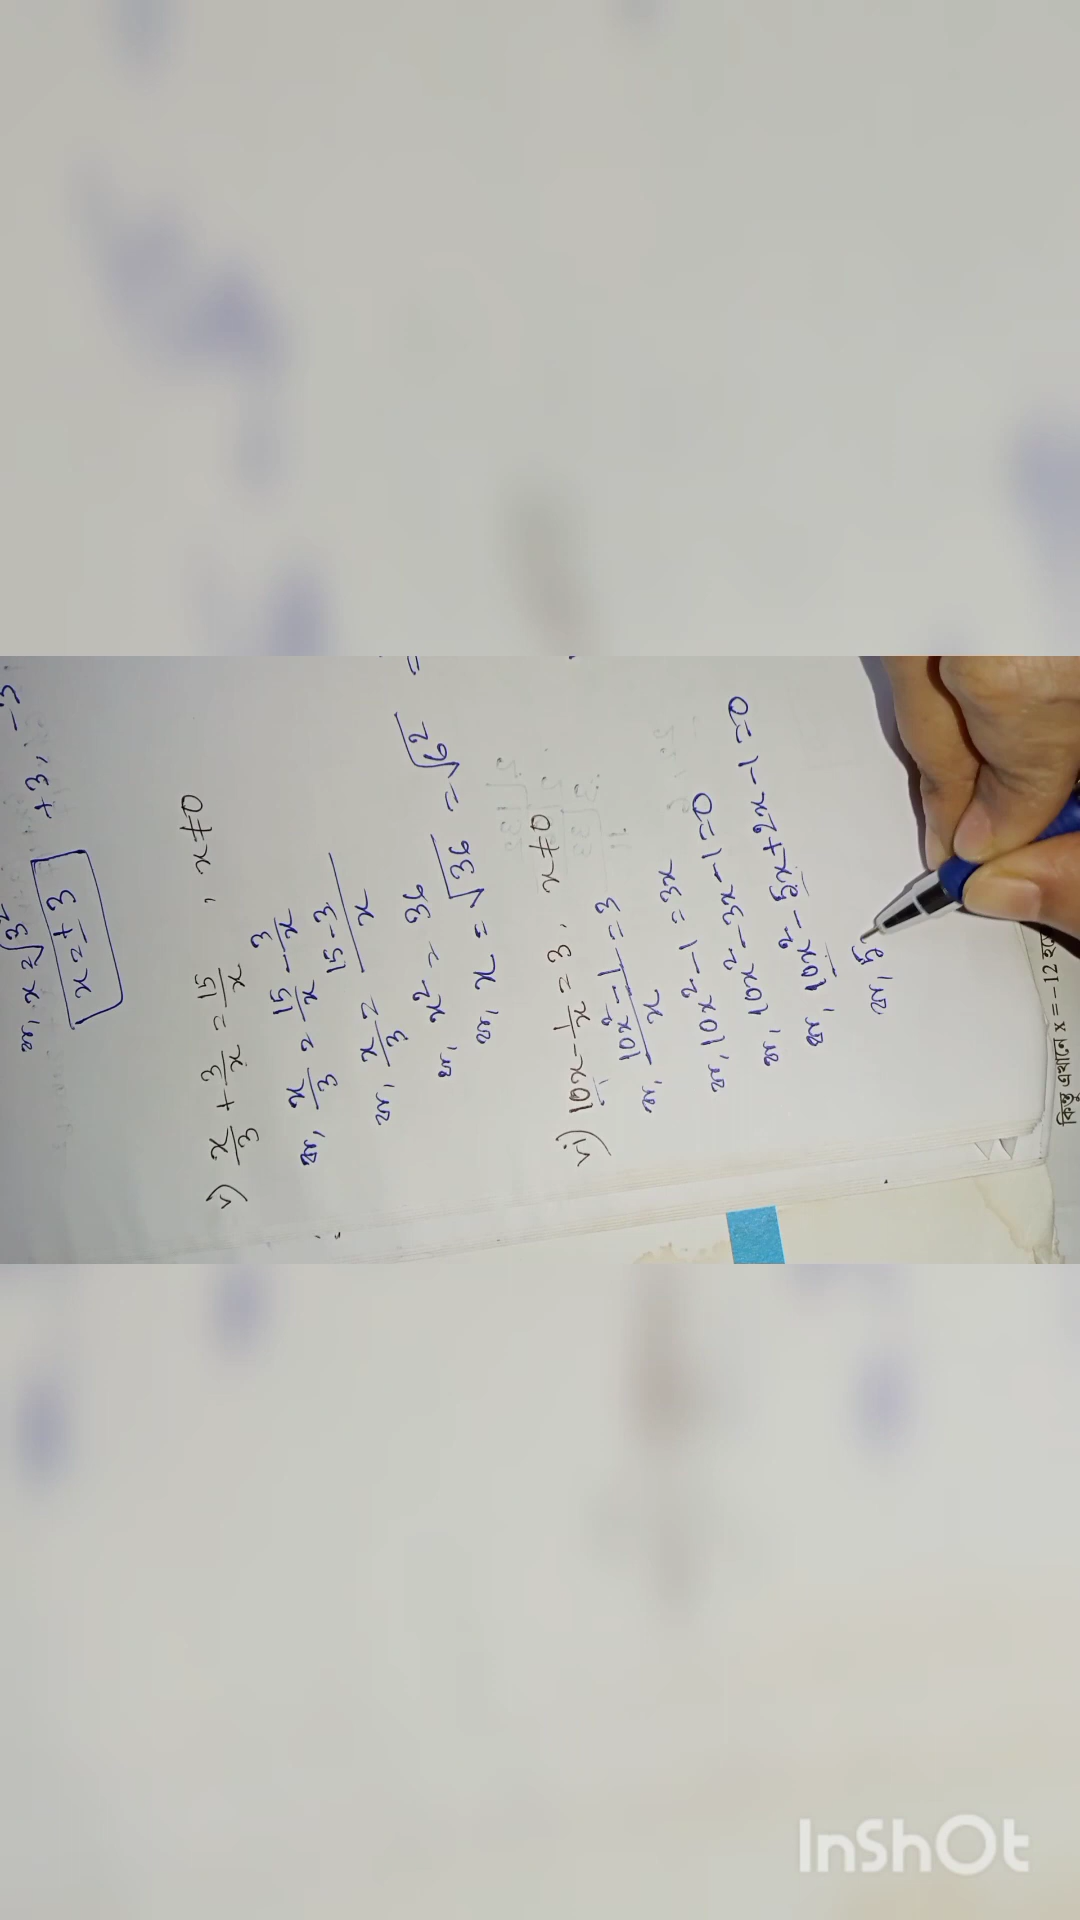 বা, x = √3²
x = ± 3 +3, -3
v) x/3 + 3/x = 15/x , x ≠ 0
বা, x/3 = 15/x - 3/x
বা, x/3 = 15-3/x
বা, x² = 36
বা, x = √36 = √6² =
vi) 10x - 1/x = 3, x ≠ 0
বা, 10x² - 1/x = 3
বা, 10x² - 1 = 3x
বা, 10x² - 3x - 1 = 0
বা, 10x² - 5x + 2x - 1 = 0
বা, 5
কিন্তু এখানে x = - 12
InShOt